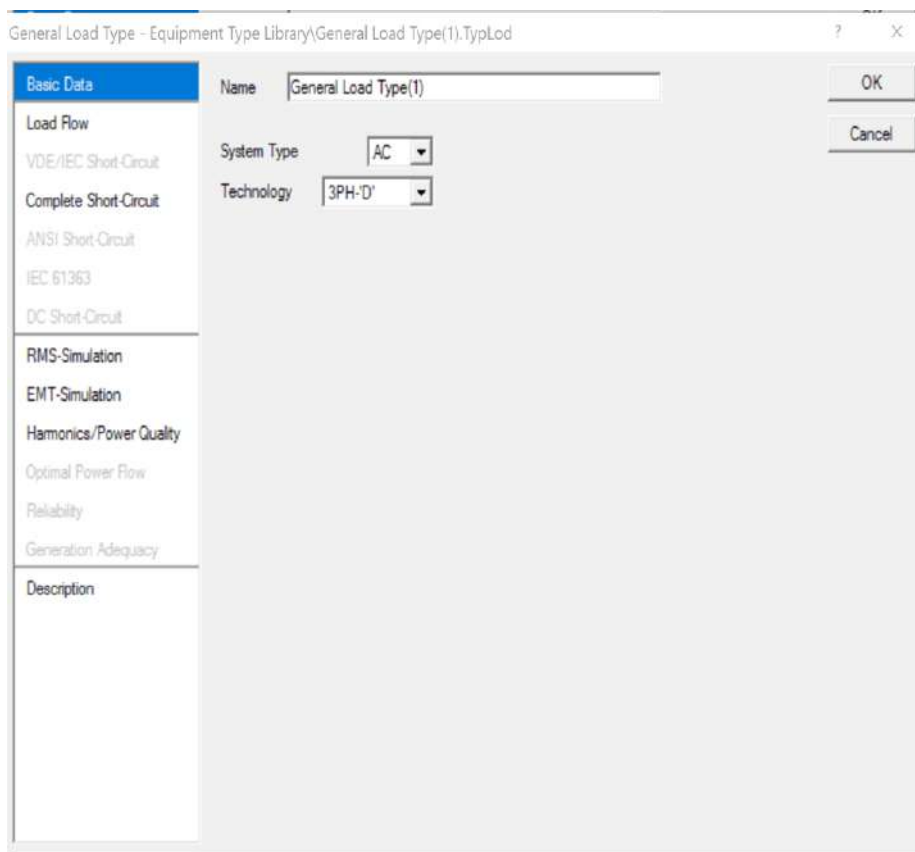 General Load Type - Equipment Type Library\General Load Type(1).TypLod ? X
Basic Data
Load Flow
VDE/IEC Short-Circuit
Complete Short-Circuit
ANSI Short-Circuit
IEC 61363
DC Short-Circuit
RMS-Simulation
EMT-Simulation
Harmonics/Power Quality
Optimal Power Flow
Reliability
Generation Adequacy
Description
Name General Load Type(1)
System Type AC
Technology 3PH-'D'
OK
Cancel